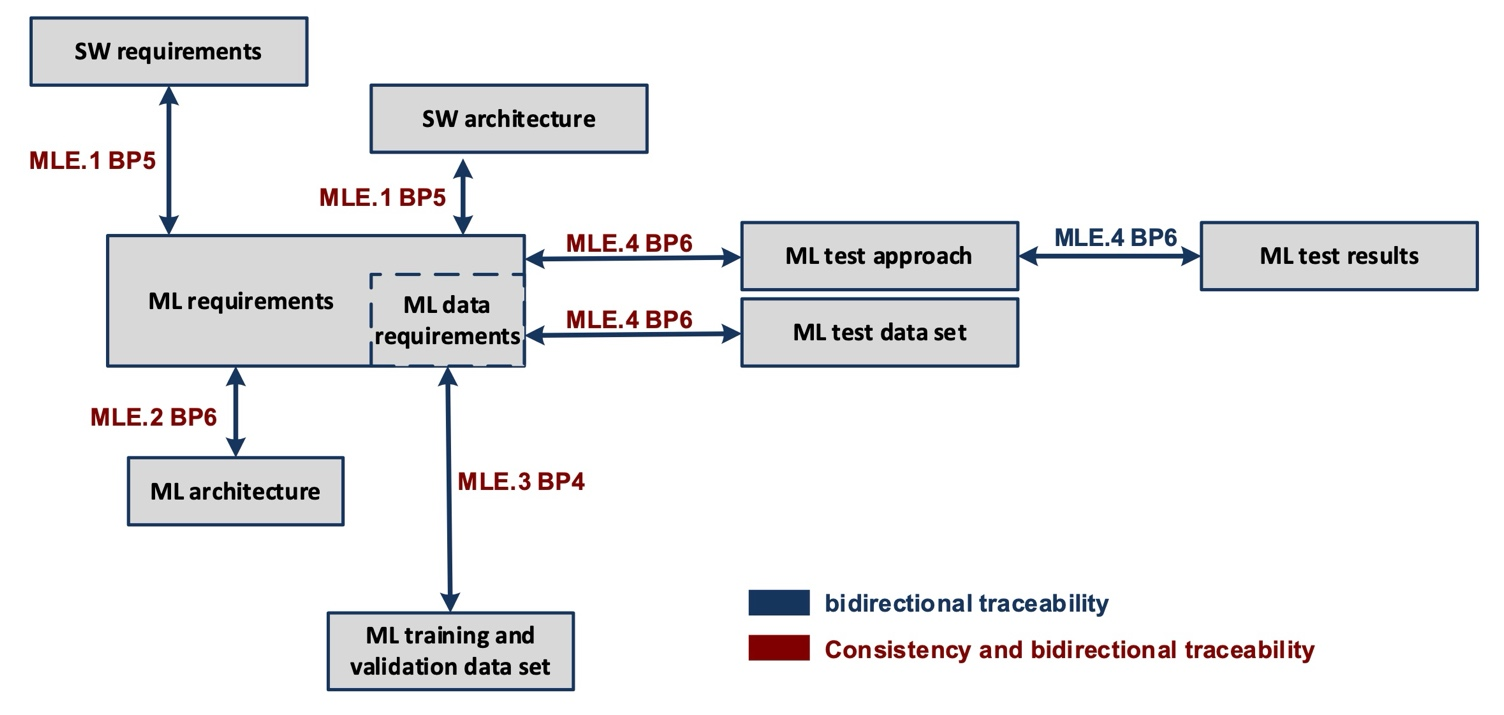 SW requirements
SW architecture
MLE.1 BP5
MLE.1 BP5
MLE.4 BP6
ML test approach
MLE.4 BP6
ML test results
ML requirements
ML data
requirements
MLE.4 BP6
ML test data set
MLE.2 BP6
ML architecture
MLE.3 BP4
ML training and
validation data set
bidirectional traceability
Consistency and bidirectional traceability